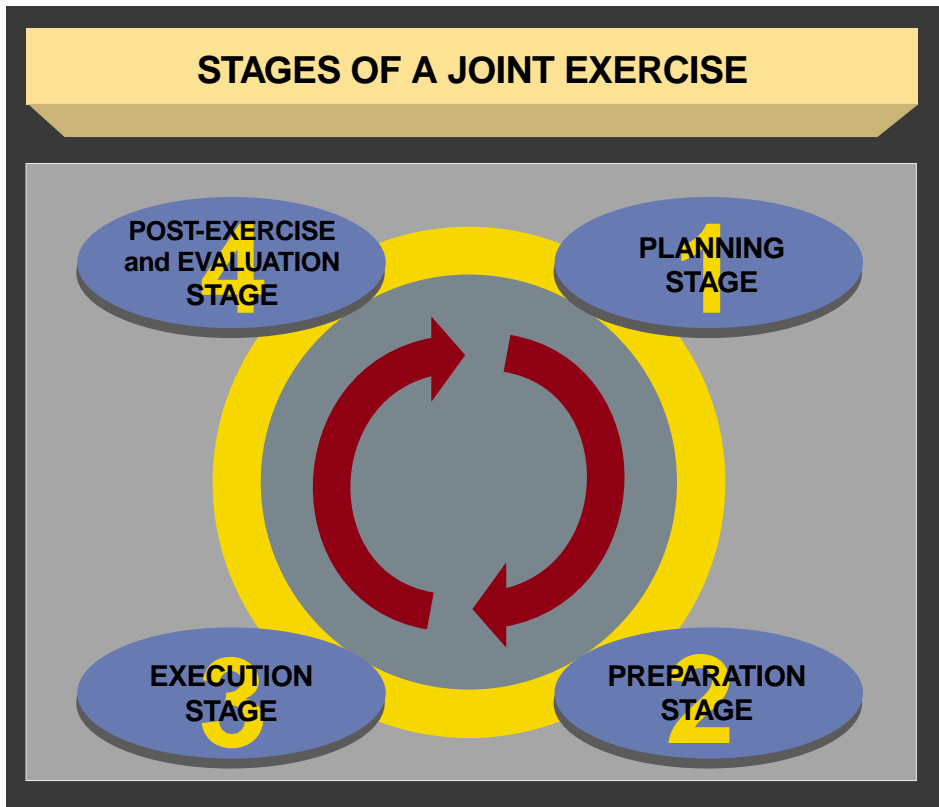 STAGES OF A JOINT EXERCISE
1
PLANNING
STAGE
2
PREPARATION
STAGE
3
EXECUTION
STAGE
4
POST-EXERCISE
and EVALUATION
STAGE